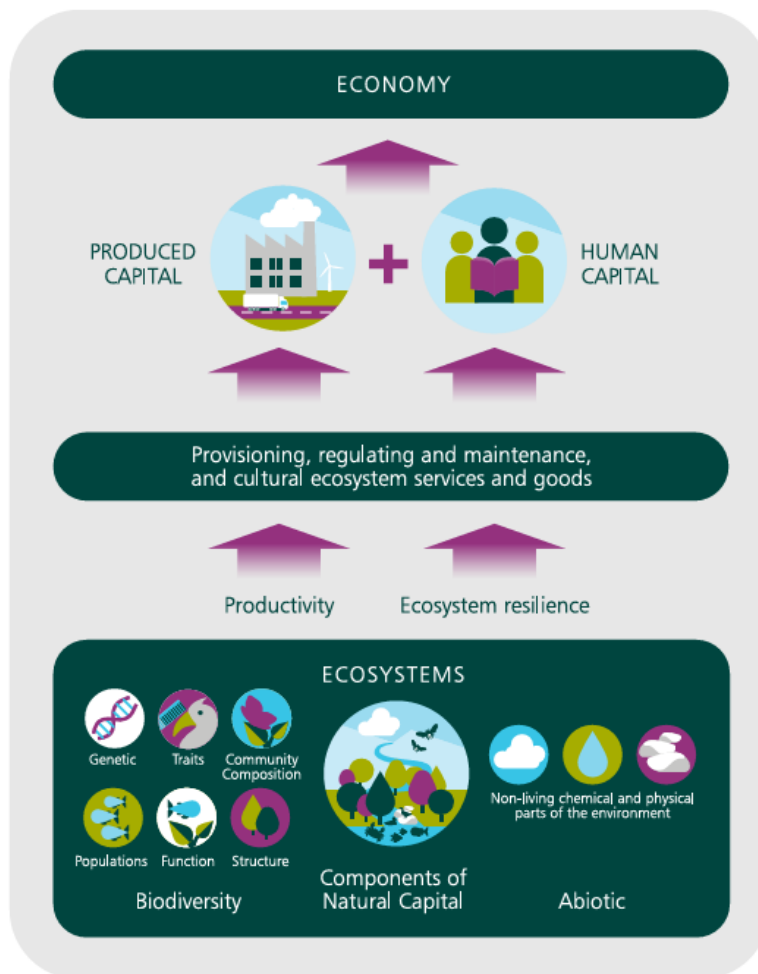 ECONOMY
PRODUCED
CAPITAL
HUMAN
CAPITAL
Provisioning, regulating and maintenance,
and cultural ecosystem services and goods
Productivity
Ecosystem resilience
ECOSYSTEMS
Genetic
Traits
Community
Composition
Populations
Function
Structure
Biodiversity
Components of
Natural Capital
Non-living chemical and physical
parts of the environment
Abiotic